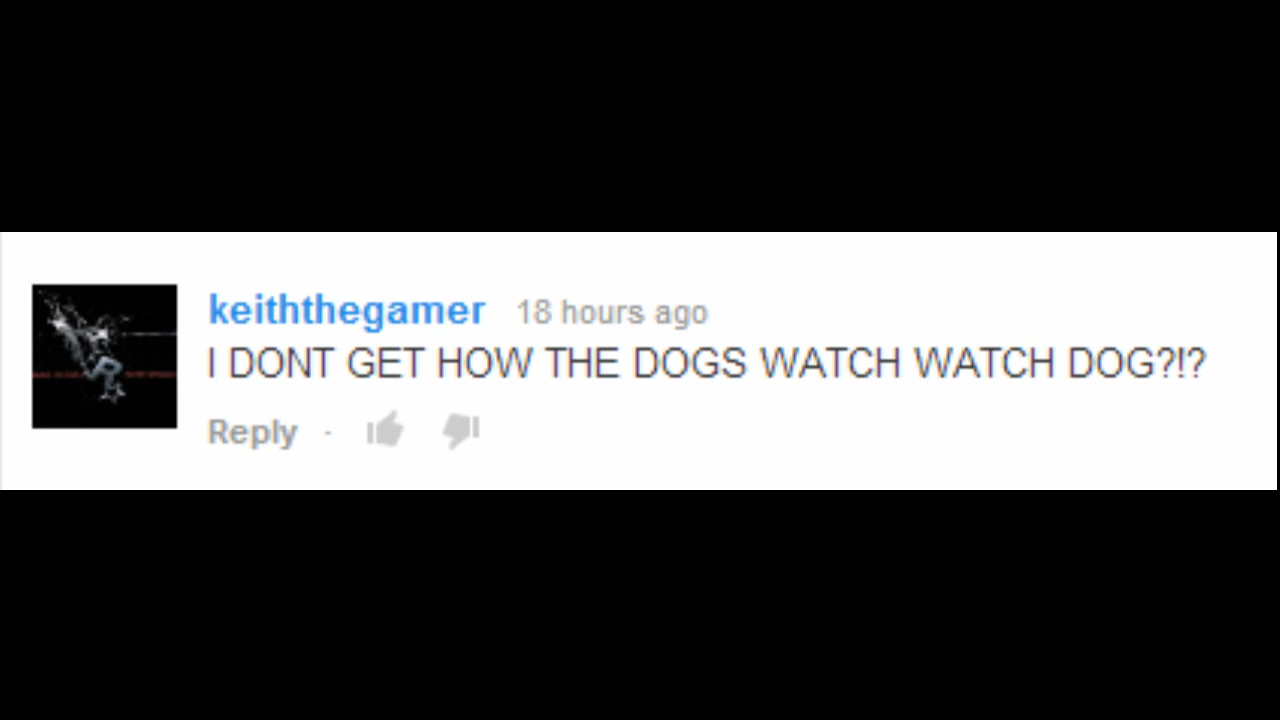 keiththegamer 18 hours ago
I DONT GET HOW THE DOGS WATCH WATCH DOG?!?
Reply ·